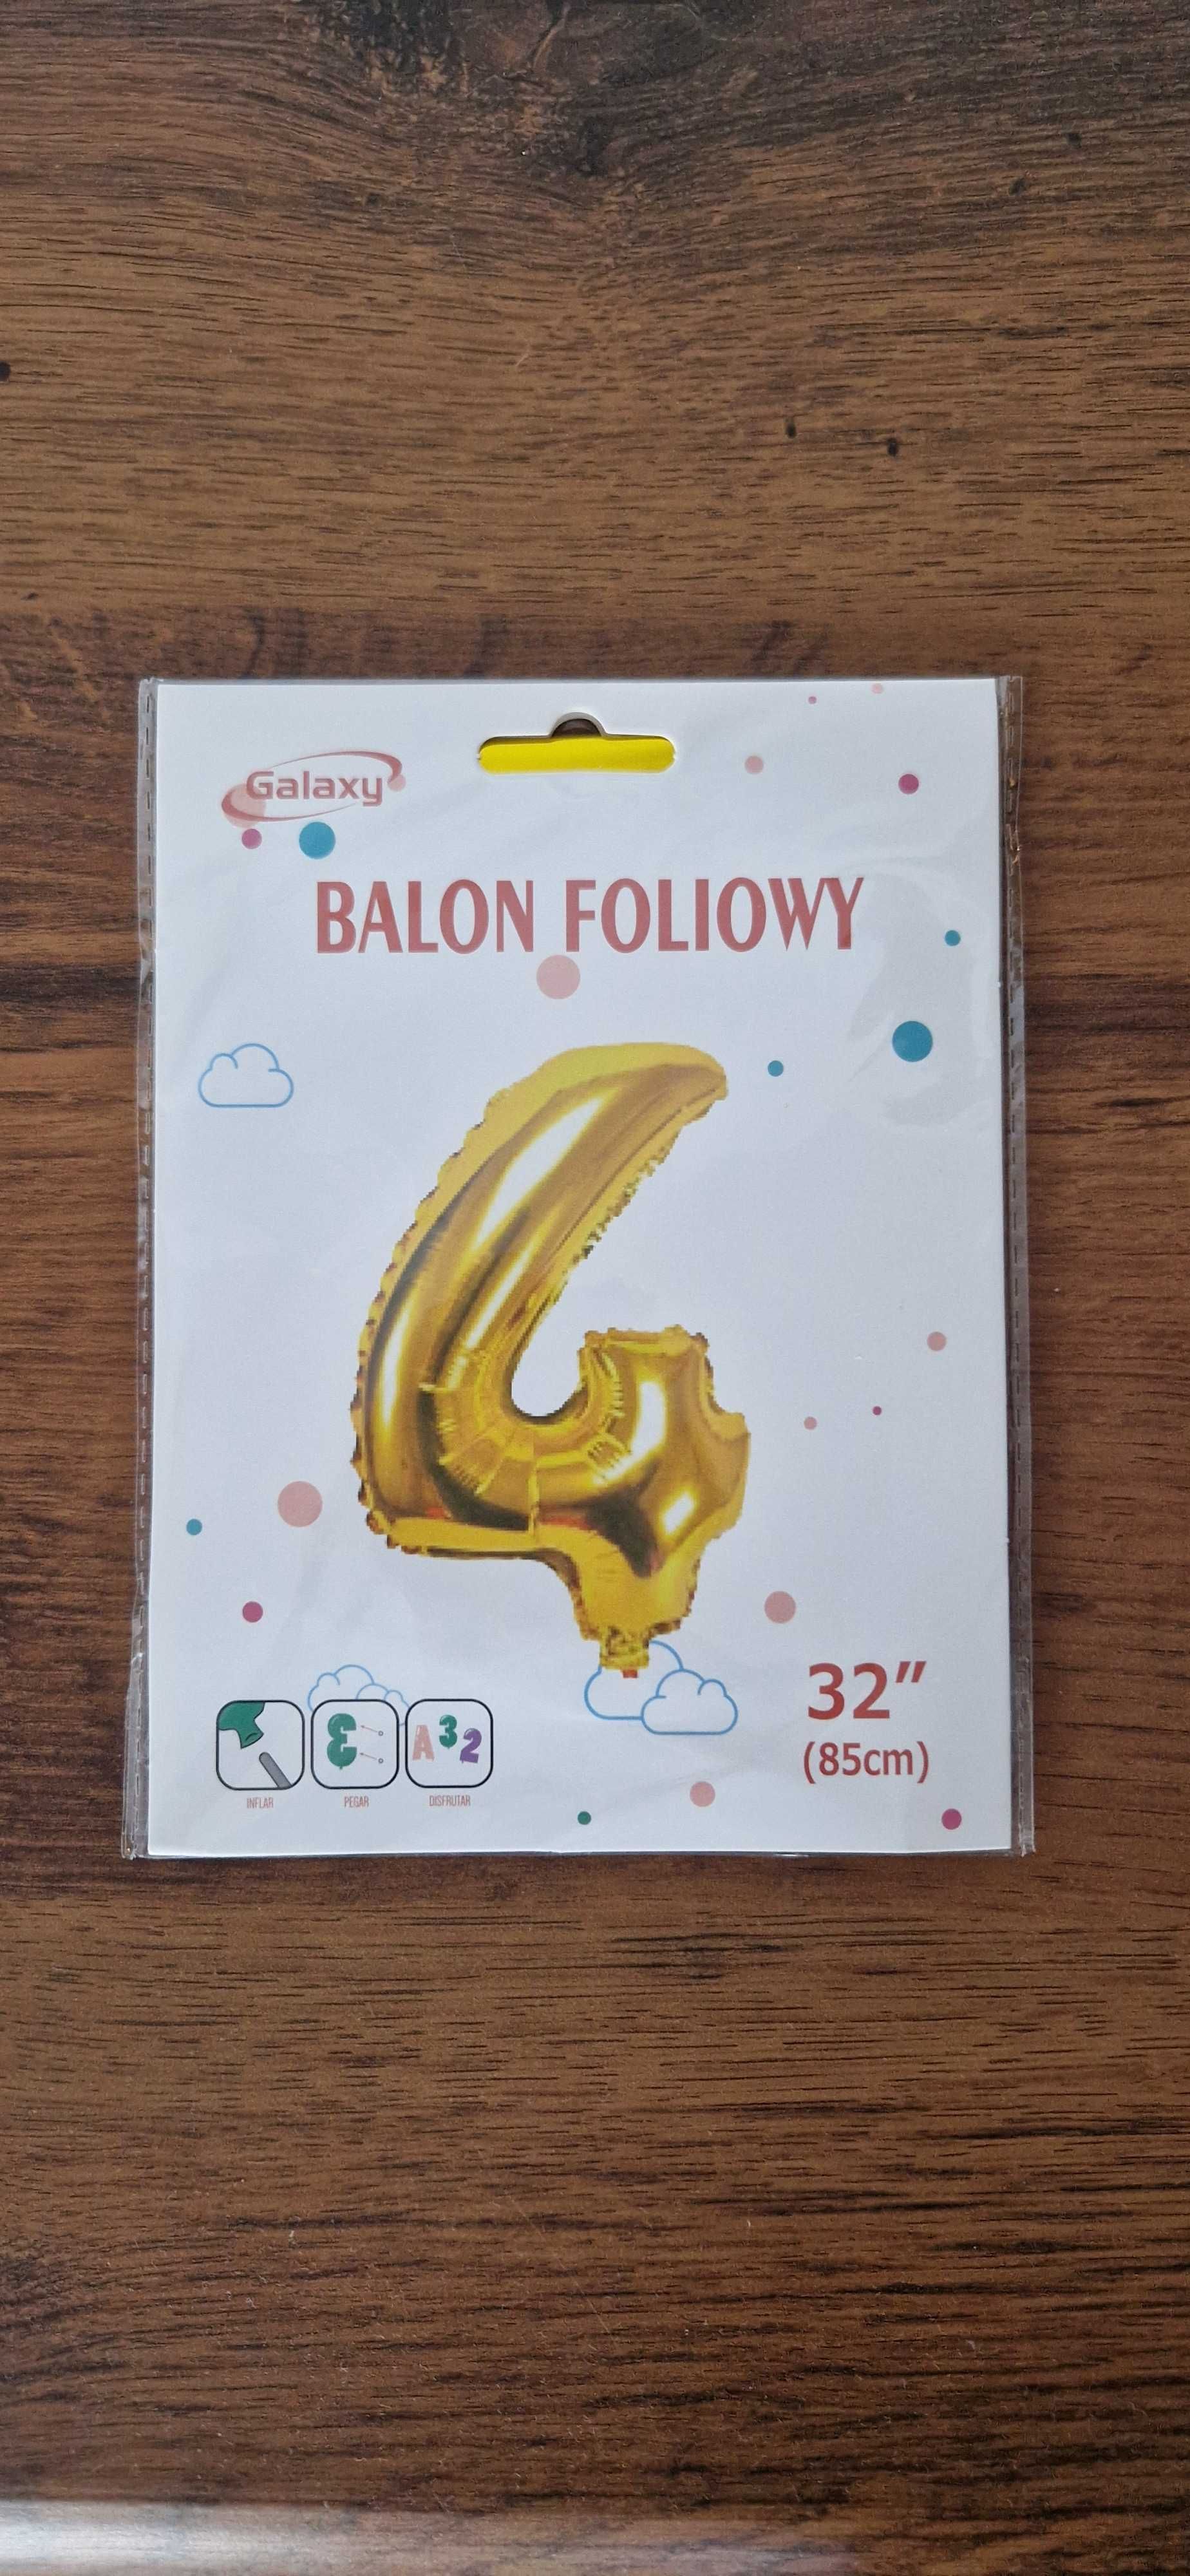 Galaxy
BALON FOLIOWY
32"
(85cm)
INFLAR PEGAR DISFRUTAR